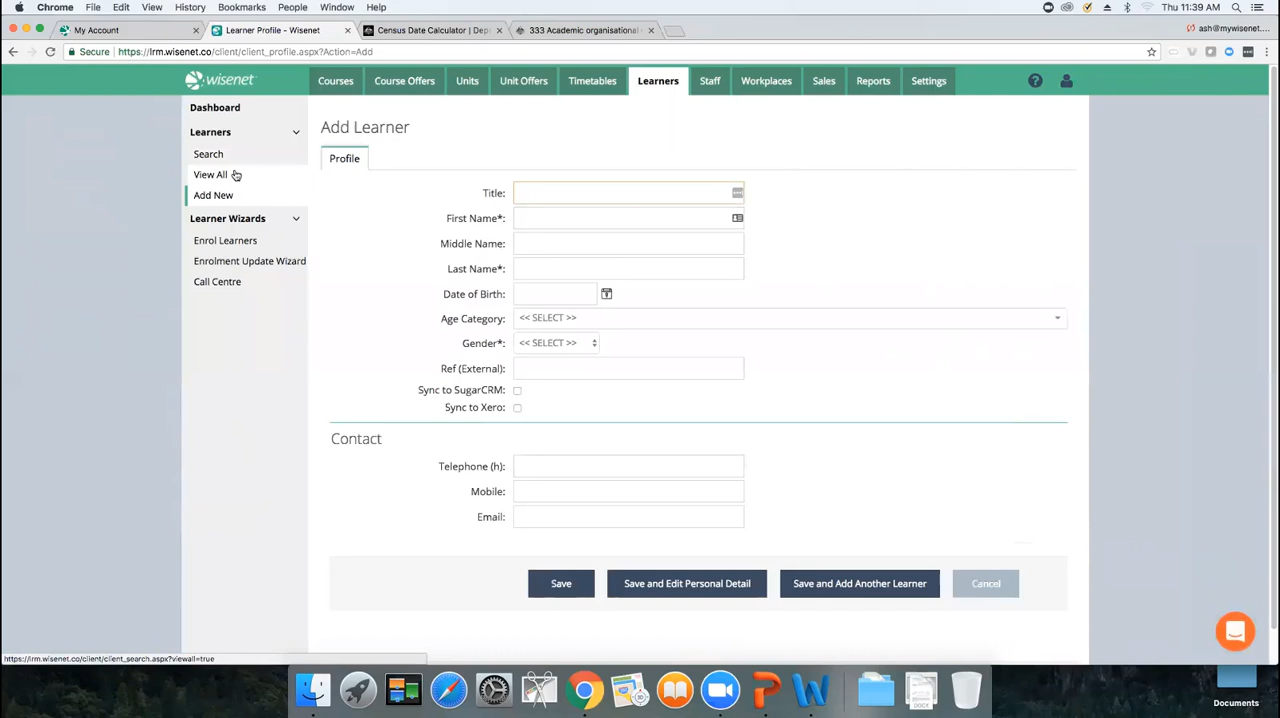 Chrome File Edit View History Bookmarks People Window Help Thu 11:39 AM
My Account Learner Profile - Wisenet Census Date Calculator | Dep 333 Academic organisational ash@mywisenet....
Secure https://lrm.wisenet.co/client/client_profile.aspx?Action=Add
wisenet Courses Course Offers Units Unit Offers Timetables Learners Staff Workplaces Sales Reports Settings
Dashboard
Learners
Search
View All
Add New
Learner Wizards
Enrol Learners
Enrolment Update Wizard
Call Centre
Add Learner
Profile
Title:
First Name*:
Middle Name:
Last Name*:
Date of Birth:
Age Category: << SELECT >>
Gender*: << SELECT >>
Ref (External):
Sync to SugarCRM:
Sync to Xero:
Contact
Telephone (h):
Mobile:
Email:
Save Save and Edit Personal Detail Save and Add Another Learner Cancel
https://lrm.wisenet.co/client/client_search.aspx?viewall=true
Documents